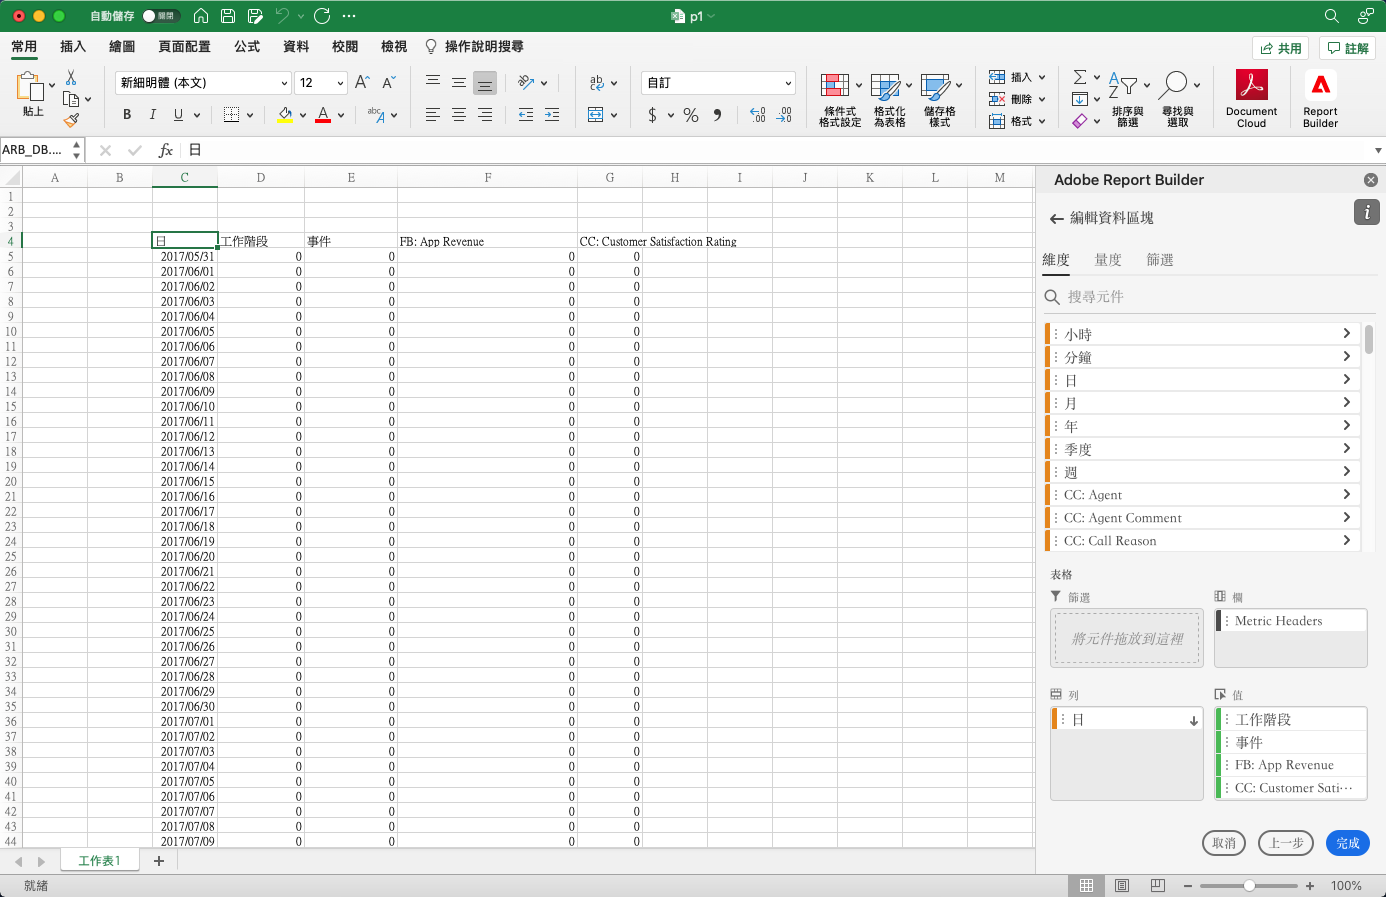 自動儲存 關閉
p1
常用 插入 繪圖 頁面配置 公式 資料 校閱 檢視 操作說明搜尋
共用 註解
貼上
新細明體 (本文) 12
B I U
自訂
條件式
格式設定
格式化
為表格
儲存格
樣式
插入
刪除
格式
排序與
篩選
尋找與
選取
Document
Cloud
Report
Builder
ARB_DB.... fx 日
A B C D E F G H I J K L M
1
2
3
4 日 工作階段 事件 FB: App Revenue CC: Customer Satisfaction Rating
5 2017/05/31 0 0 0 0
6 2017/06/01 0 0 0 0
7 2017/06/02 0 0 0 0
8 2017/06/03 0 0 0 0
9 2017/06/04 0 0 0 0
10 2017/06/05 0 0 0 0
11 2017/06/06 0 0 0 0
12 2017/06/07 0 0 0 0
13 2017/06/08 0 0 0 0
14 2017/06/09 0 0 0 0
15 2017/06/10 0 0 0 0
16 2017/06/11 0 0 0 0
17 2017/06/12 0 0 0 0
18 2017/06/13 0 0 0 0
19 2017/06/14 0 0 0 0
20 2017/06/15 0 0 0 0
21 2017/06/16 0 0 0 0
22 2017/06/17 0 0 0 0
23 2017/06/18 0 0 0 0
24 2017/06/19 0 0 0 0
25 2017/06/20 0 0 0 0
26 2017/06/21 0 0 0 0
27 2017/06/22 0 0 0 0
28 2017/06/23 0 0 0 0
29 2017/06/24 0 0 0 0
30 2017/06/25 0 0 0 0
31 2017/06/26 0 0 0 0
32 2017/06/27 0 0 0 0
33 2017/06/28 0 0 0 0
34 2017/06/29 0 0 0 0
35 2017/06/30 0 0 0 0
36 2017/07/01 0 0 0 0
37 2017/07/02 0 0 0 0
38 2017/07/03 0 0 0 0
39 2017/07/04 0 0 0 0
40 2017/07/05 0 0 0 0
41 2017/07/06 0 0 0 0
42 2017/07/07 0 0 0 0
43 2017/07/08 0 0 0 0
44 2017/07/09 0 0 0 0
工作表1
就緒
100%
Adobe Report Builder
編輯資料區塊
維度 量度 篩選
搜尋元件
小時
分鐘
日
月
年
季度
週
CC: Agent
CC: Agent Comment
CC: Call Reason
表格
篩選
將元件拖放到這裡
欄
Metric Headers
列
日
值
工作階段
事件
FB: App Revenue
CC: Customer Sati···
取消 上一步 完成